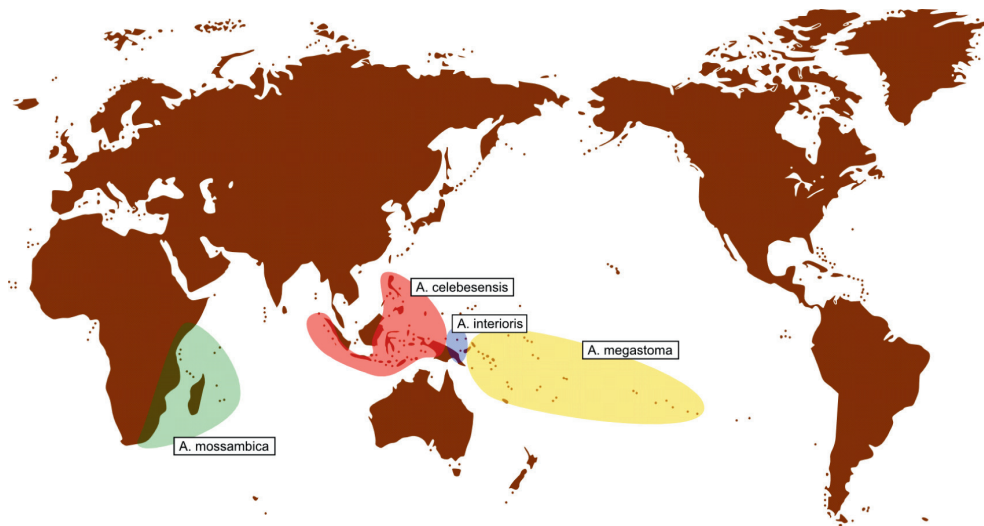 A. celebesensis
A. interioris
A. megastoma
A. mossambica